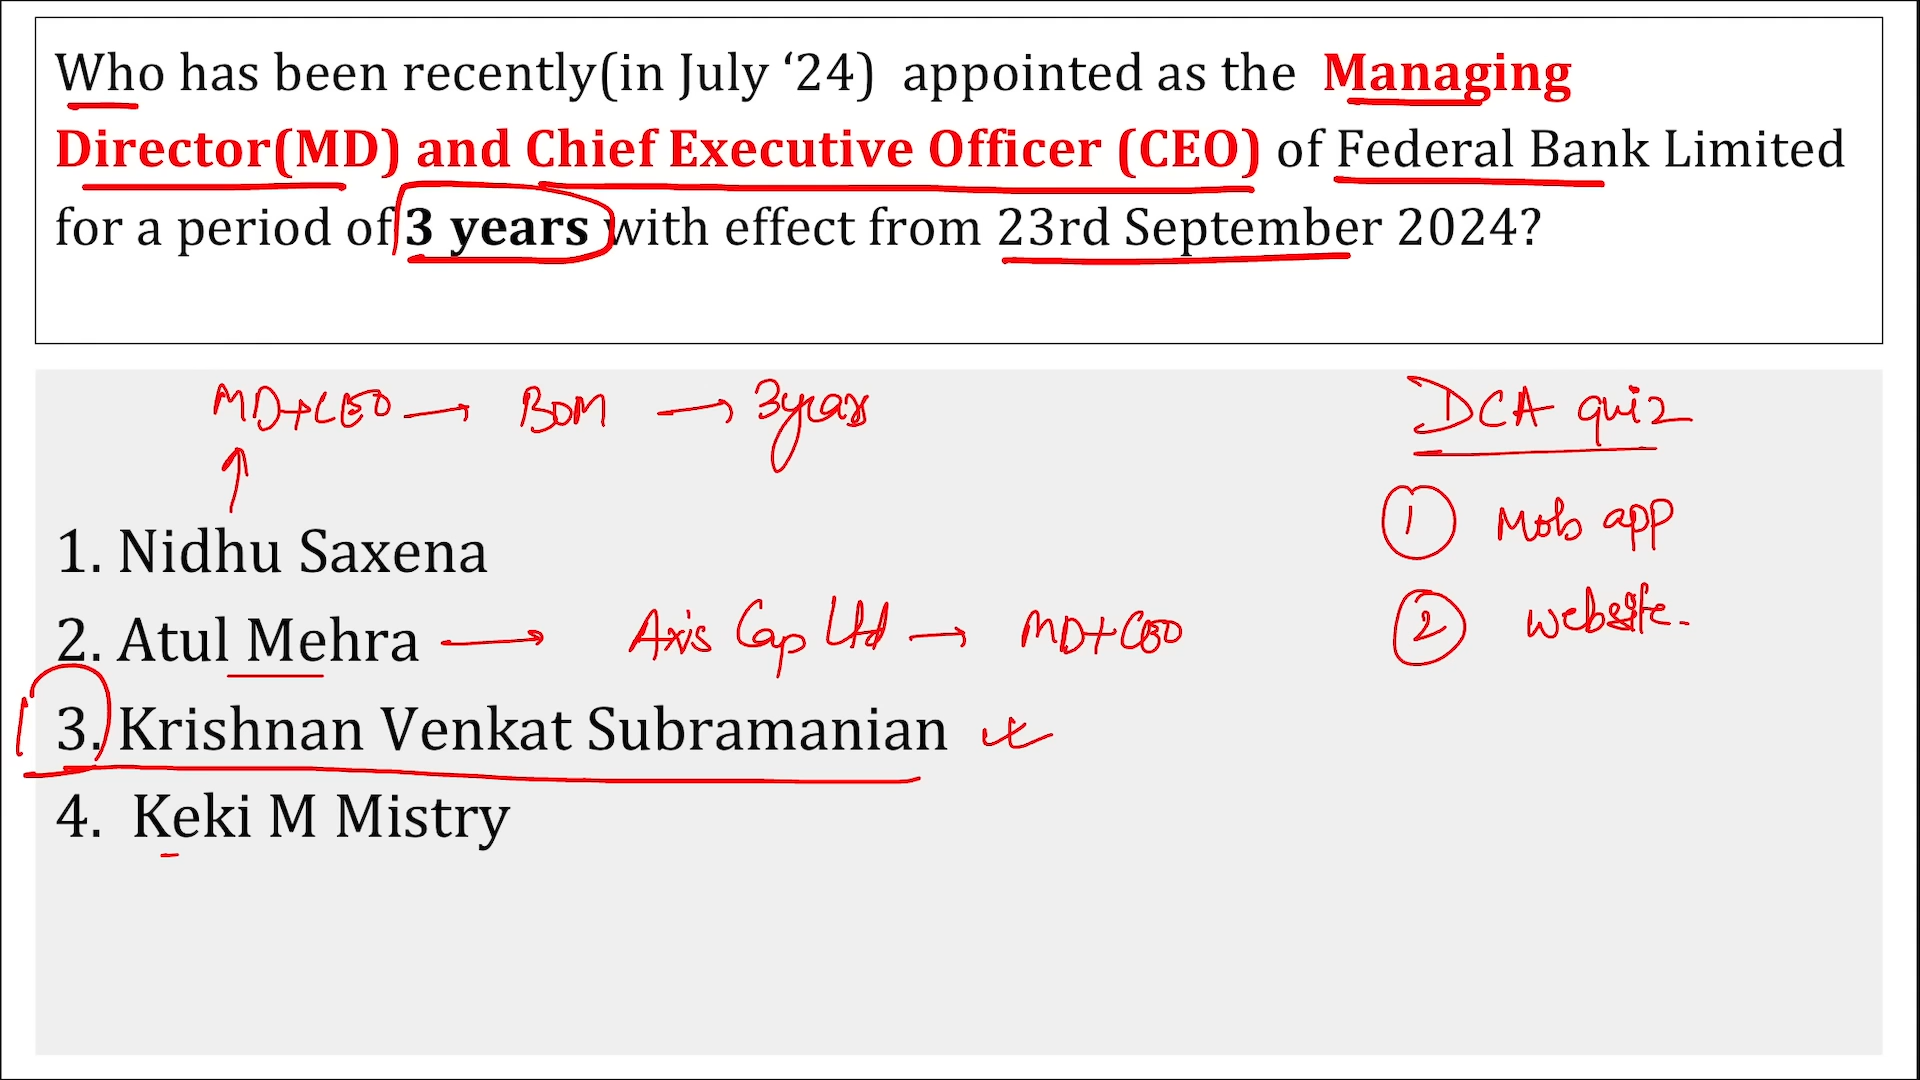 Who has been recently(in July ‘24) appointed as the Managing
Director(MD) and Chief Executive Officer (CEO) of Federal Bank Limited
for a period of 3 years with effect from 23rd September 2024?
MD+CEO → BOM → 3years
DCA quiz
1 Mob app
1. Nidhu Saxena
2. Atul Mehra → Axis Cap Ltd → MD+CEO
2 website.
3. Krishnan Venkat Subramanian
4. Keki M Mistry